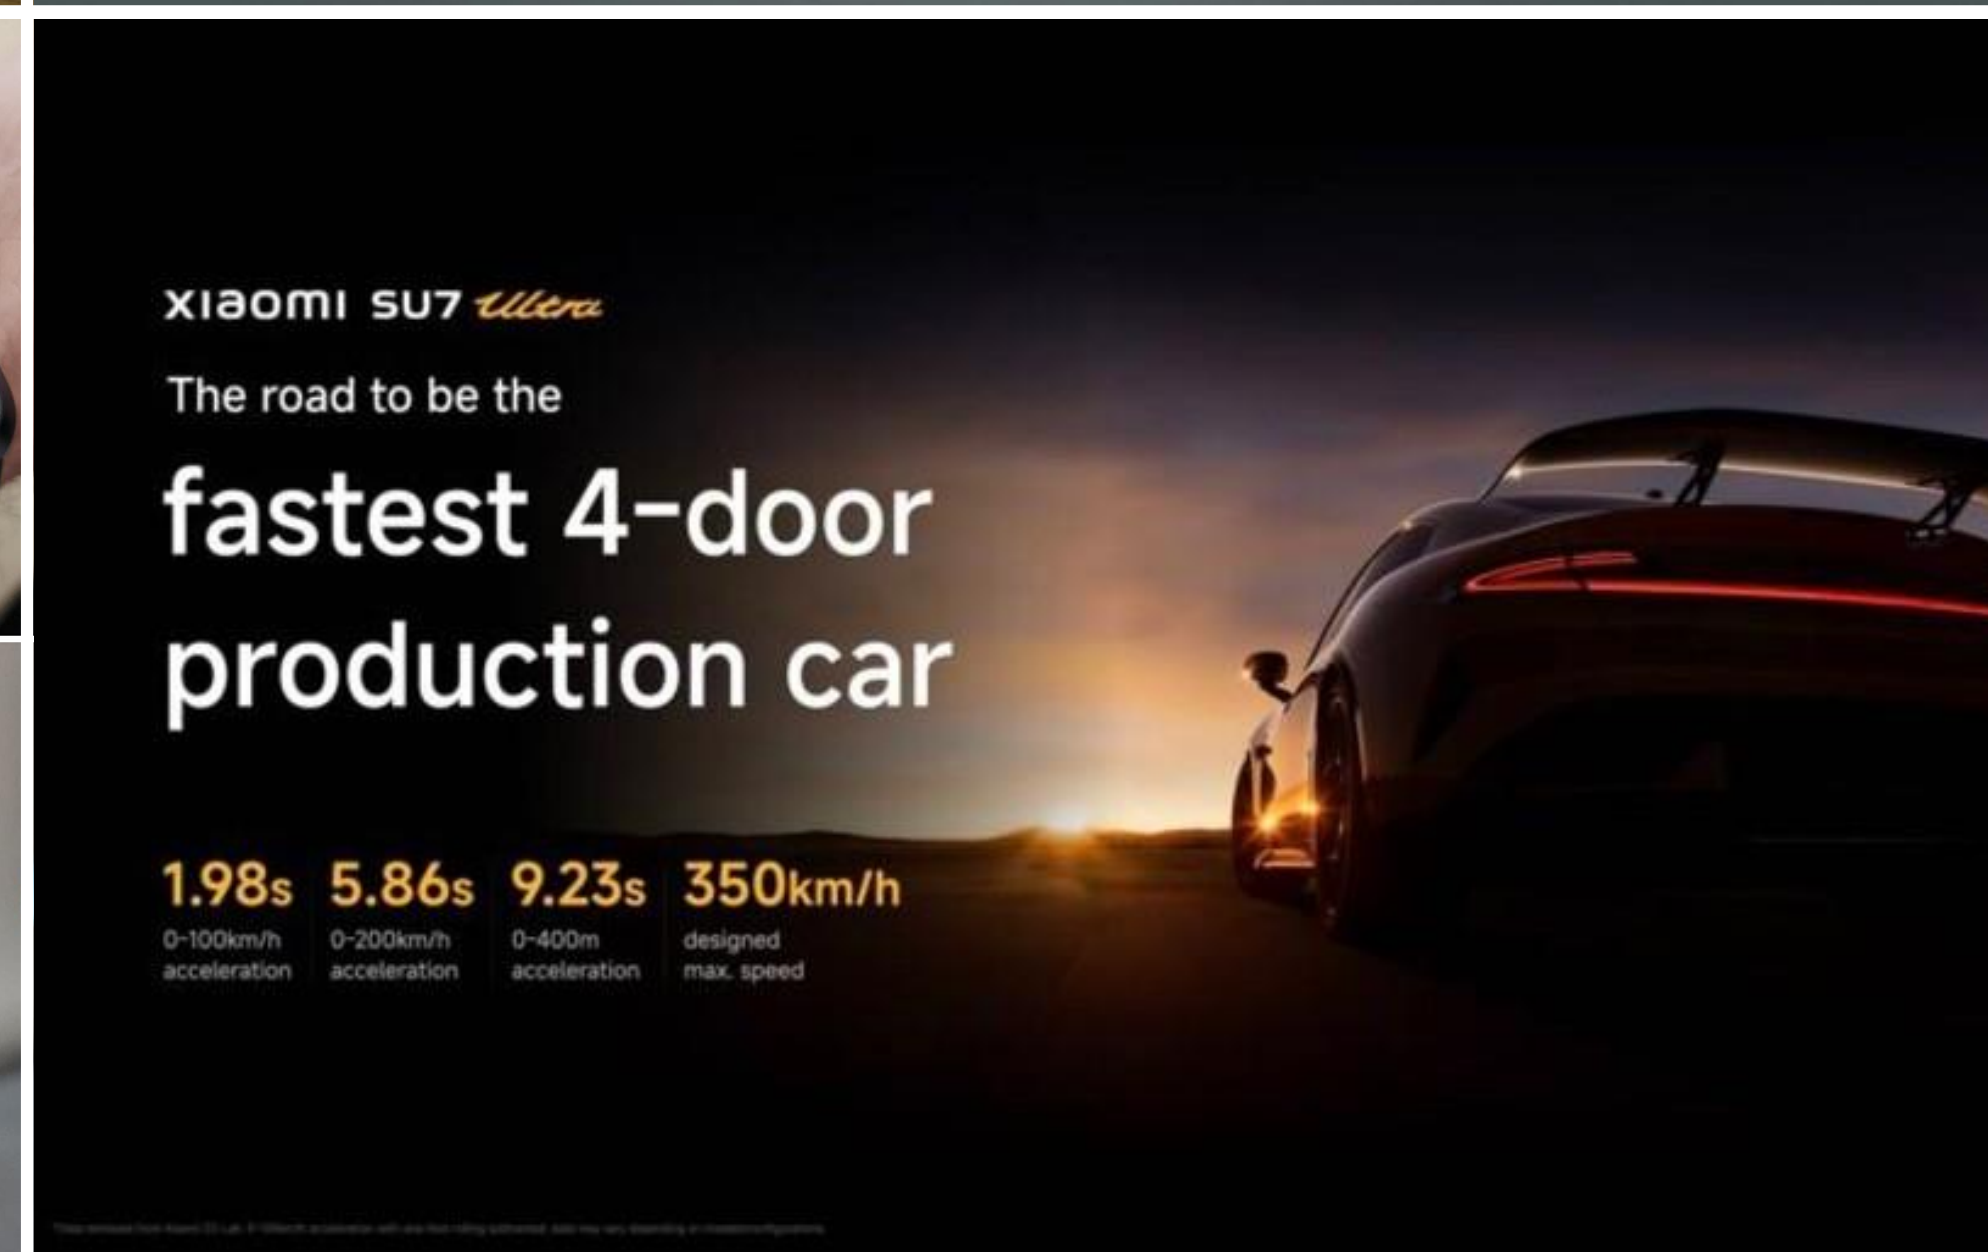 xiaomi SU7 Ultra
The road to be the
fastest 4-door
production car
1.98s 5.86s 9.23s 350km/h
0-100km/h 0-200km/h 0-400m designed
acceleration acceleration acceleration max. speed